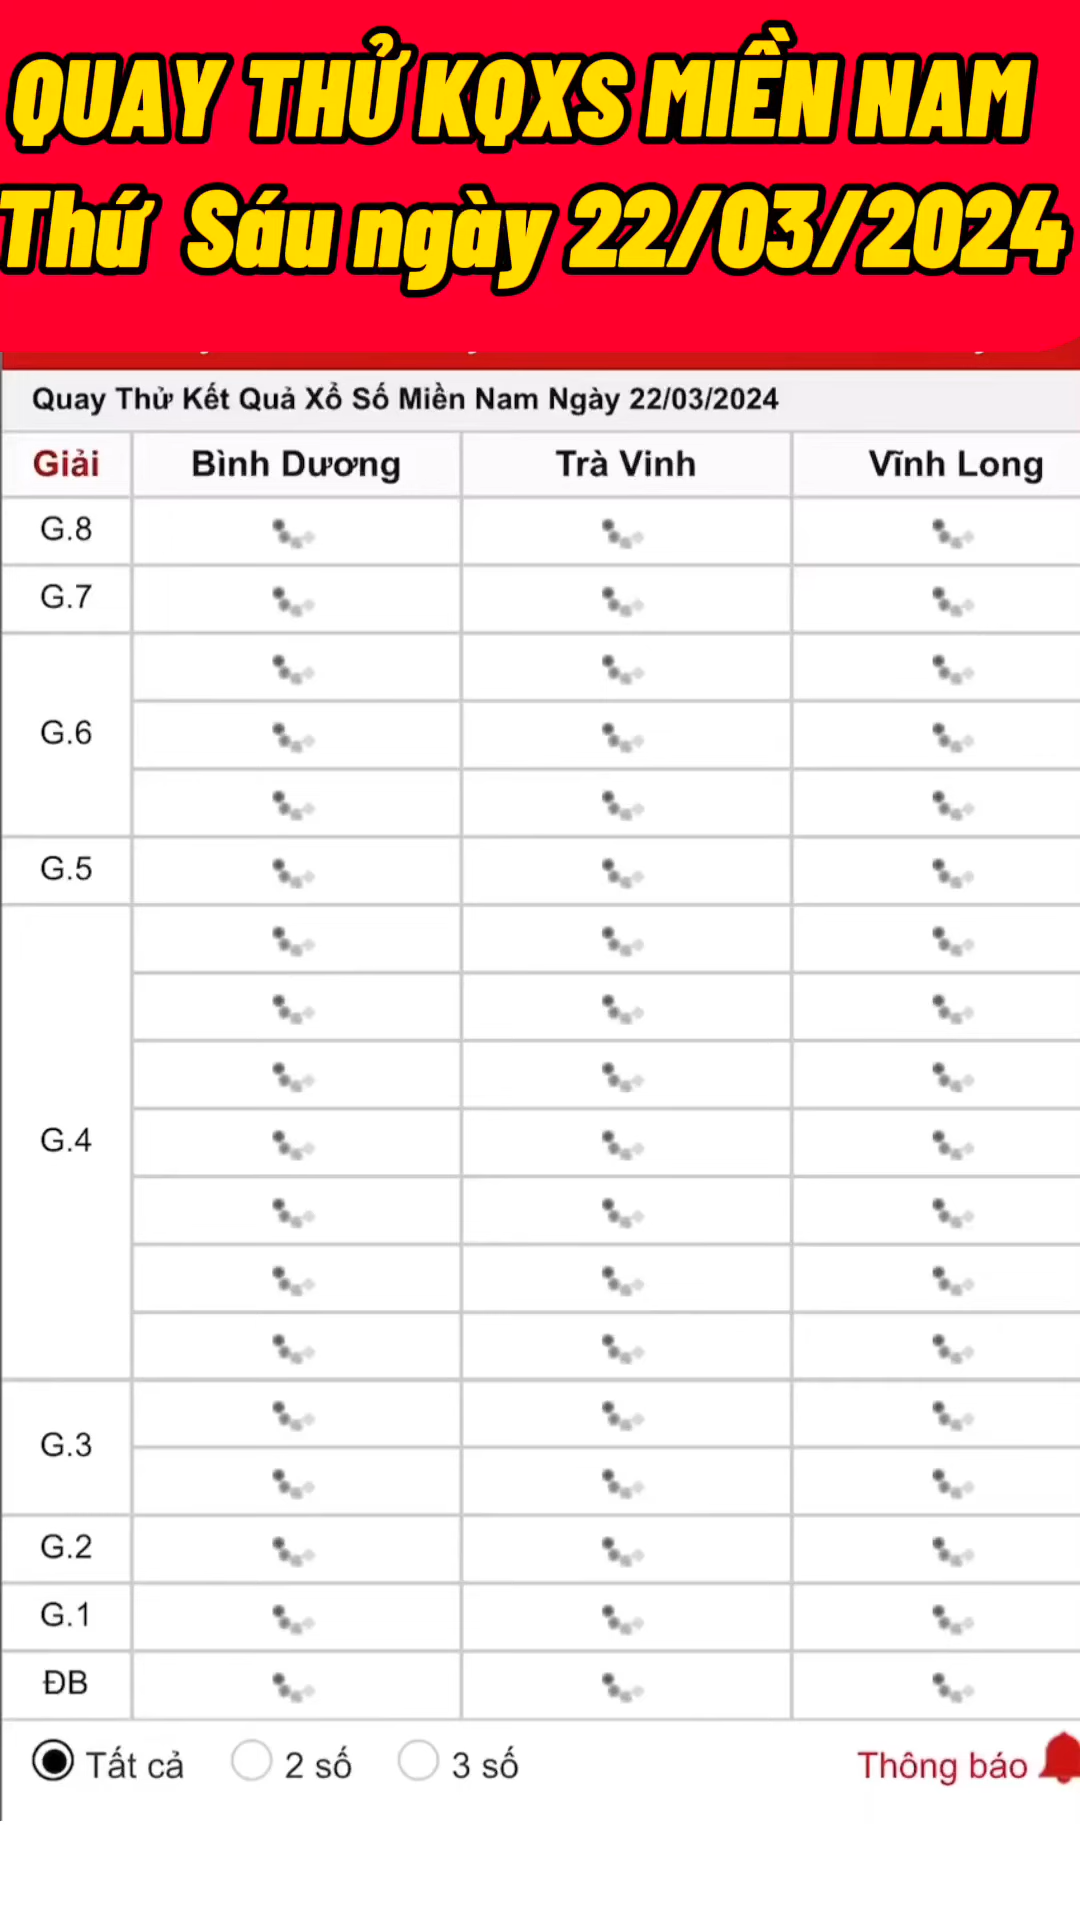 QUAY THỬ KQXS MIỀN NAM
Thứ Sáu ngày 22/03/2024
Quay Thử Kết Quả Xổ Số Miền Nam Ngày 22/03/2024
Giải Bình Dương Trà Vinh Vĩnh Long
G.8
G.7
G.6
G.5
G.4
G.3
G.2
G.1
ĐB
Tất cả 2 số 3 số Thông báo